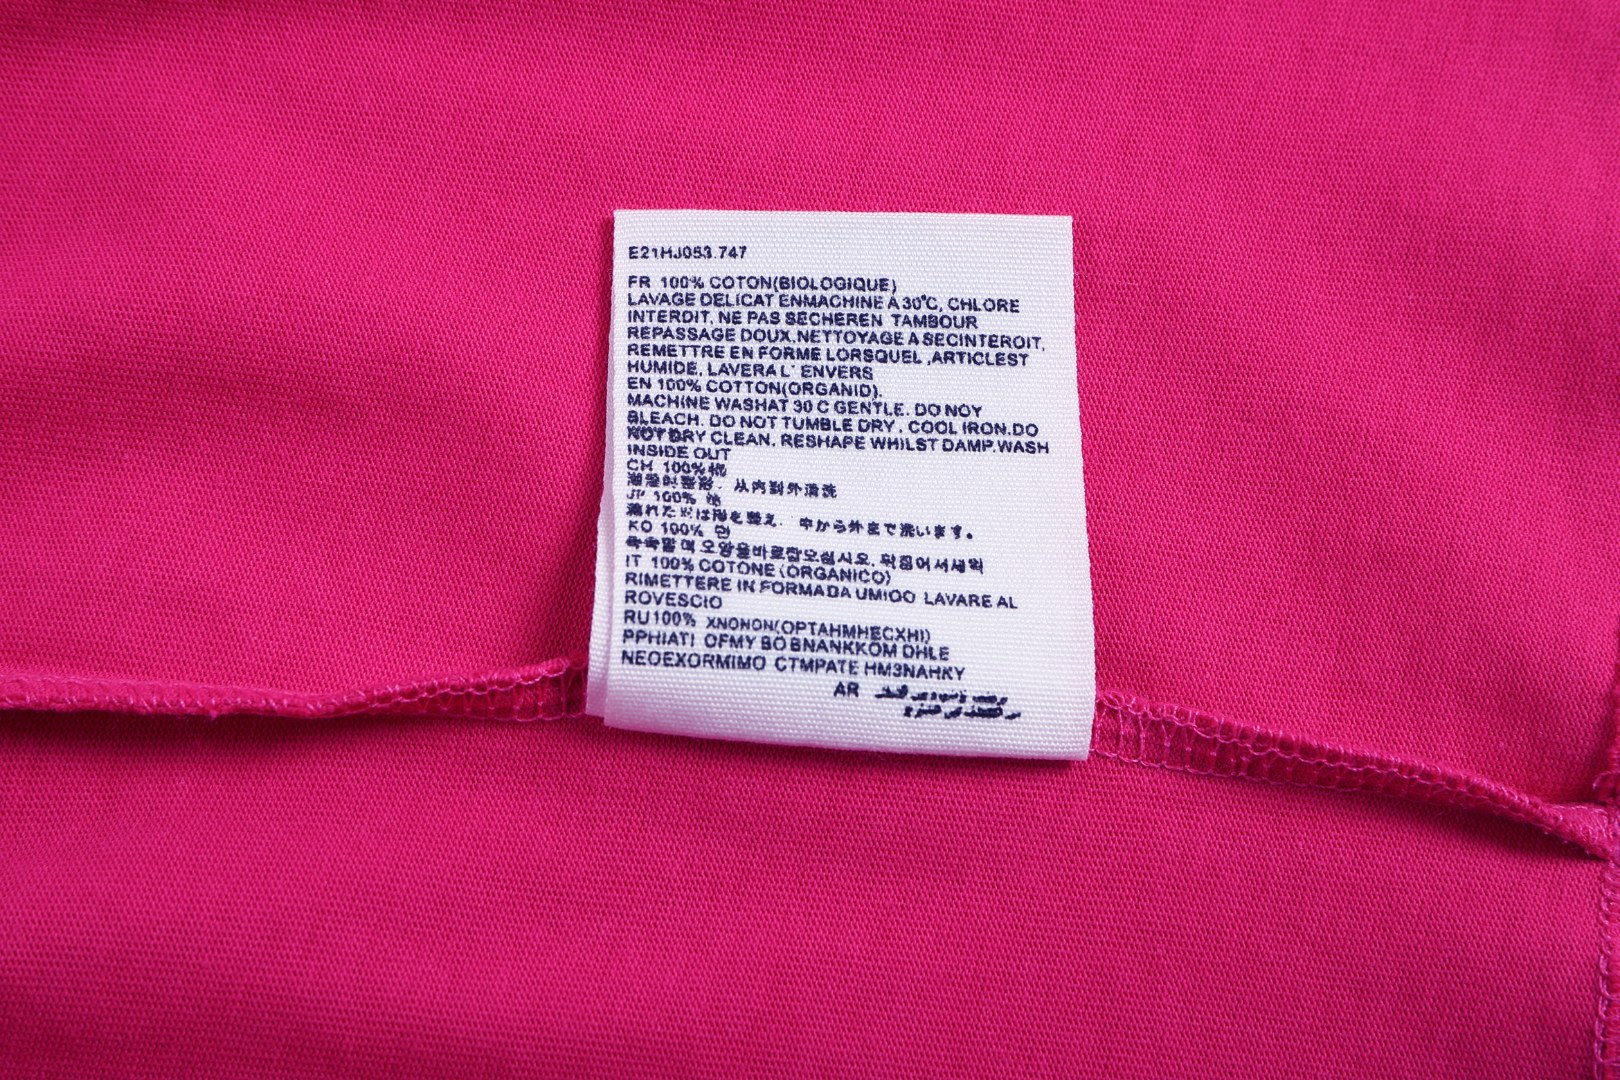 E21HJ053.747
FR 100% COTON(BIOLOGIQUE)
LAVAGE DELICAT ENMACHINE A 30°C, CHLORE
INTERDIT. NE PAS SECHEREN TAMBOUR
REPASSAGE DOUX.NETTOYAGE A SECINTEROIT,
REMETTRE EN FORME LORSQUEL ,ARTICLEST
HUMIDE, LAVERA L' ENVERS
EN 100% COTTON(ORGANID).
MACHINE WASHAT 30 C GENTLE. DO NOY
BLEACH. DO NOT TUMBLE DRY . COOL IRON.DO
NOT DRY CLEAN. RESHAPE WHILST DAMP.WASH
INSIDE OUT
CH 100%棉
从内到外清洗
JP 100%
中から外まで洗います。
KO 100% 면
IT 100% COTONE (ORGANICO)
RIMETTERE IN FORMADA UMIOO LAVARE AL
ROVESCIO
RU100% XNONON(OPTAHMHECXHI)
PPHIATI OFMY BO BNANKKOM DHLE
NEOEXORMIMO CTMPATE HM3NAHKY
AR